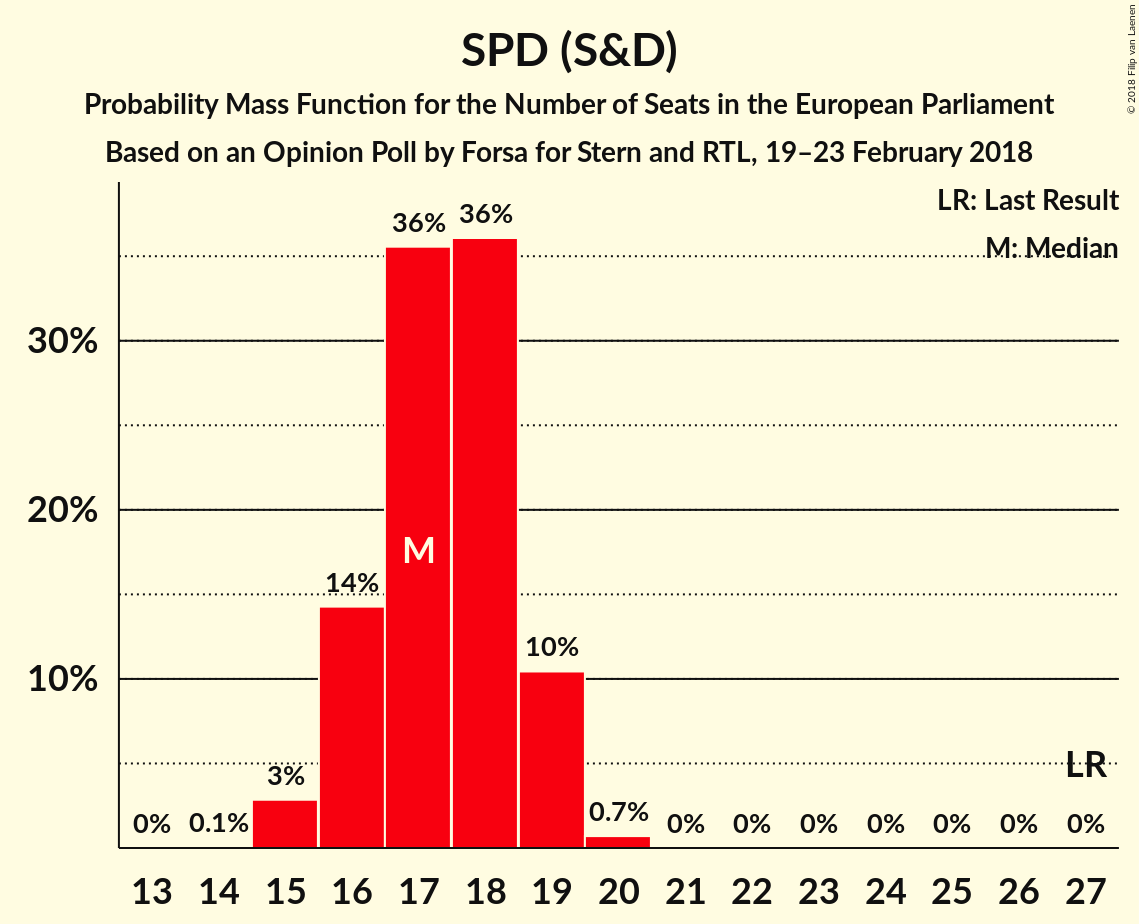 SPD (S&D)
Probability Mass Function for the Number of Seats in the European Parliament
Based on an Opinion Poll by Forsa for Stern and RTL, 19–23 February 2018
© 2018 Filip van Laenen
LR: Last Result
M: Median
36% 36%
30%
20%
M
14%
10%
10%
LR
3%
0% 0.1% 0.7% 0% 0% 0% 0% 0% 0% 0%
13 14 15 16 17 18 19 20 21 22 23 24 25 26 27